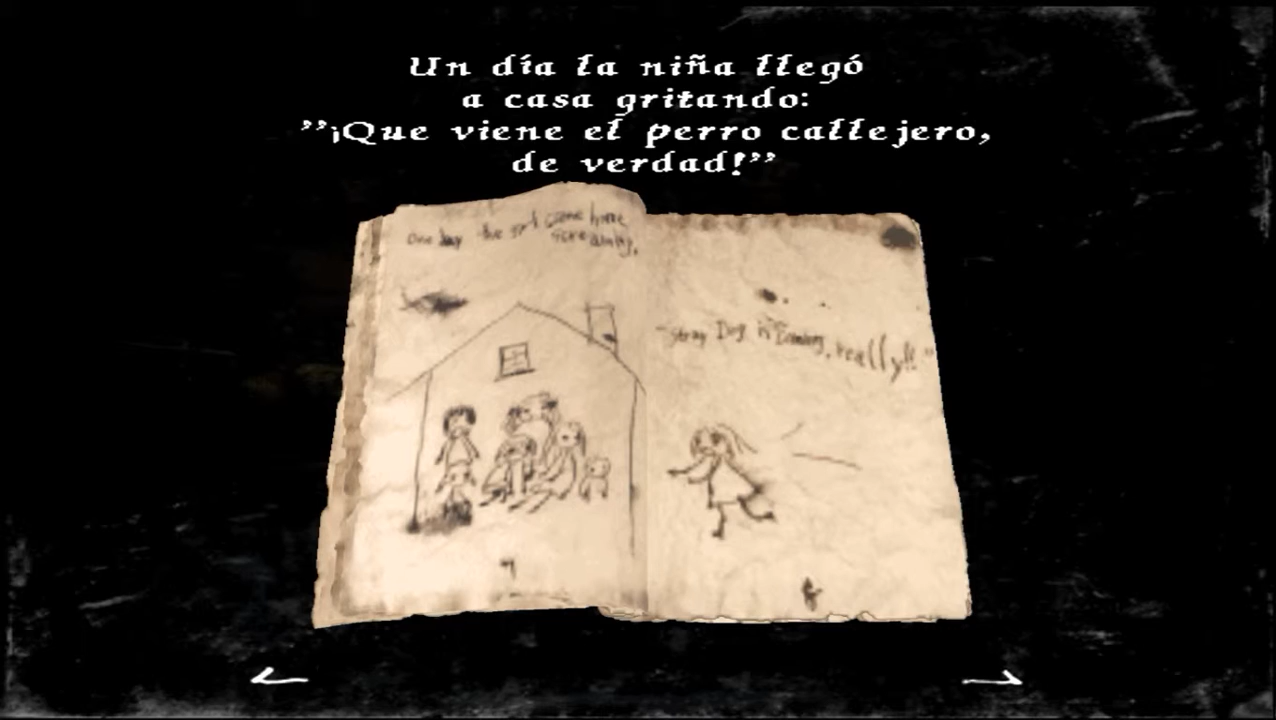 Un día la niña llegó
a casa gritando:
"¡Que viene el perro callejero,
de verdad!"
One day the girl came home
screaming,
"Stray Dog is coming, really!!"